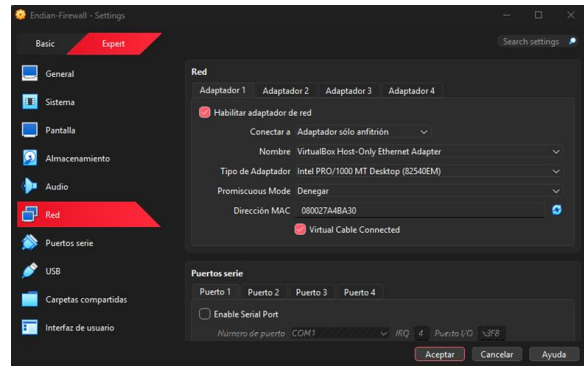 Endian-Firewall - Settings
Basic Expert Search settings
General
Sistema
Pantalla
Almacenamiento
Audio
Red
Puertos serie
USB
Carpetas compartidas
Interfaz de usuario
Red
Adaptador 1 Adaptador 2 Adaptador 3 Adaptador 4
Habilitar adaptador de red
Conectar a Adaptador sólo anfitrión
Nombre VirtualBox Host-Only Ethernet Adapter
Tipo de Adaptador Intel PRO/1000 MT Desktop (82540EM)
Promiscuous Mode Denegar
Dirección MAC 080027A4BA30
Virtual Cable Connected
Puertos serie
Puerto 1 Puerto 2 Puerto 3 Puerto 4
Enable Serial Port
Número de puerto COM1 IRQ 4 Puerto I/O
Aceptar Cancelar Ayuda